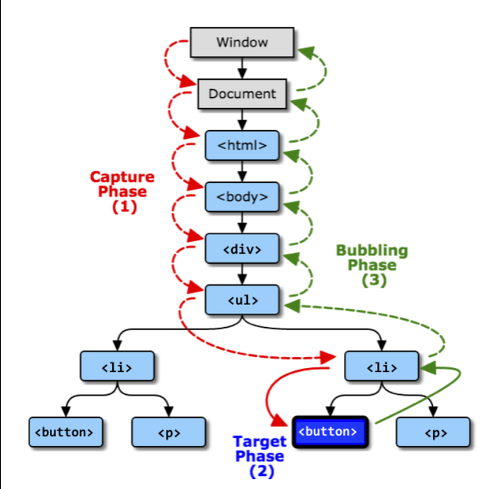 Window
Document
<html>
Capture
Phase
(1)
<body>
<div>
Bubbling
Phase
(3)
<ul>
<li>
<li>
<button>
<p>
Target
Phase
(2)
<button>
<p>